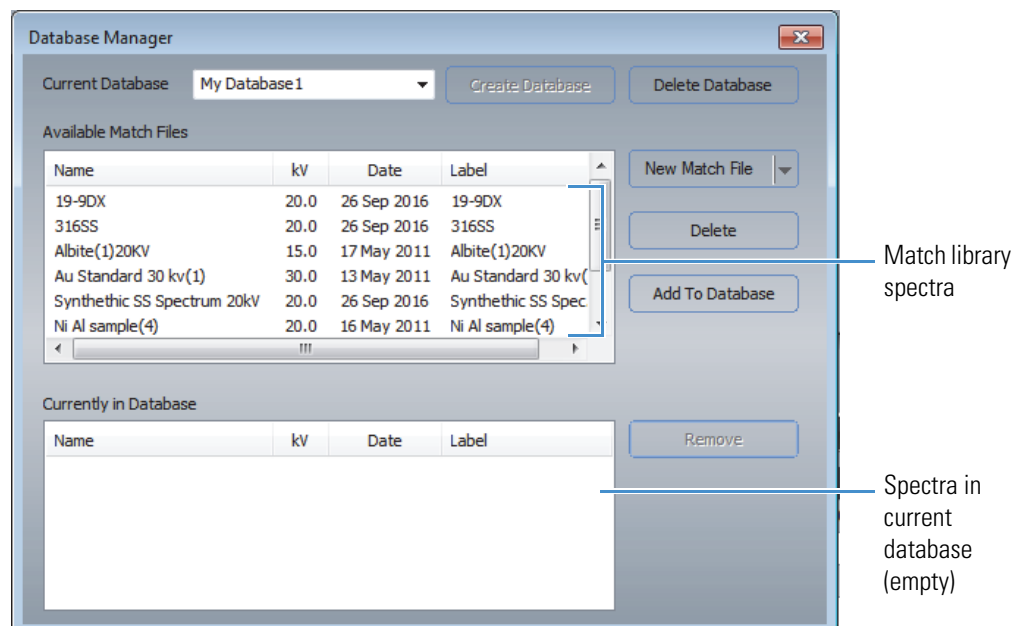 Database Manager
Current Database My Database1 Create Database Delete Database
Available Match Files
Name kV Date Label New Match File
19-9DX 20.0 26 Sep 2016 19-9DX
316SS 20.0 26 Sep 2016 316SS Delete
Albite(1)20KV 15.0 17 May 2011 Albite(1)20KV
Au Standard 30 kv(1) 30.0 13 May 2011 Au Standard 30 kv(
Synthethic SS Spectrum 20kV 20.0 26 Sep 2016 Synthethic SS Spec Add To Database
Ni Al sample(4) 20.0 16 May 2011 Ni Al sample(4)
Match library
spectra
Currently in Database
Name kV Date Label Remove
Spectra in
current
database
(empty)